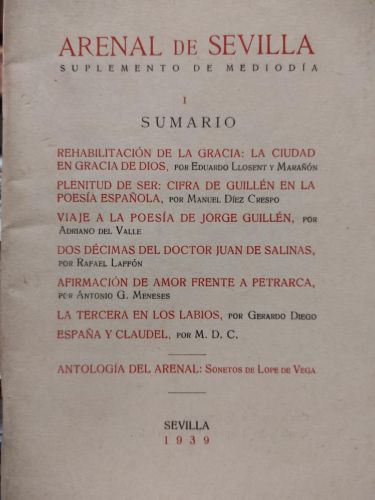 ARENAL DE SEVILLA
SUPLEMENTO DE MEDIODÍA
I
SUMARIO
REHABILITACIÓN DE LA GRACIA: LA CIUDAD
EN GRACIA DE DIOS, POR EDUARDO LLOSENT Y MARAÑÓN
PLENITUD DE SER: CIFRA DE GUILLÉN EN LA
POESÍA ESPAÑOLA, POR MANUEL DÍEZ CRESPO
VIAJE A LA POESÍA DE JORGE GUILLÉN, POR
ADRIANO DEL VALLE
DOS DÉCIMAS DEL DOCTOR JUAN DE SALINAS,
POR RAFAEL LAFFÓN
AFIRMACIÓN DE AMOR FRENTE A PETRARCA,
POR ANTONIO G. MENESES
LA TERCERA EN LOS LABIOS, POR GERARDO DIEGO
ESPAÑA Y CLAUDEL, POR M. D. C.
ANTOLOGÍA DEL ARENAL: SONETOS DE LOPE DE VEGA
SEVILLA
1939